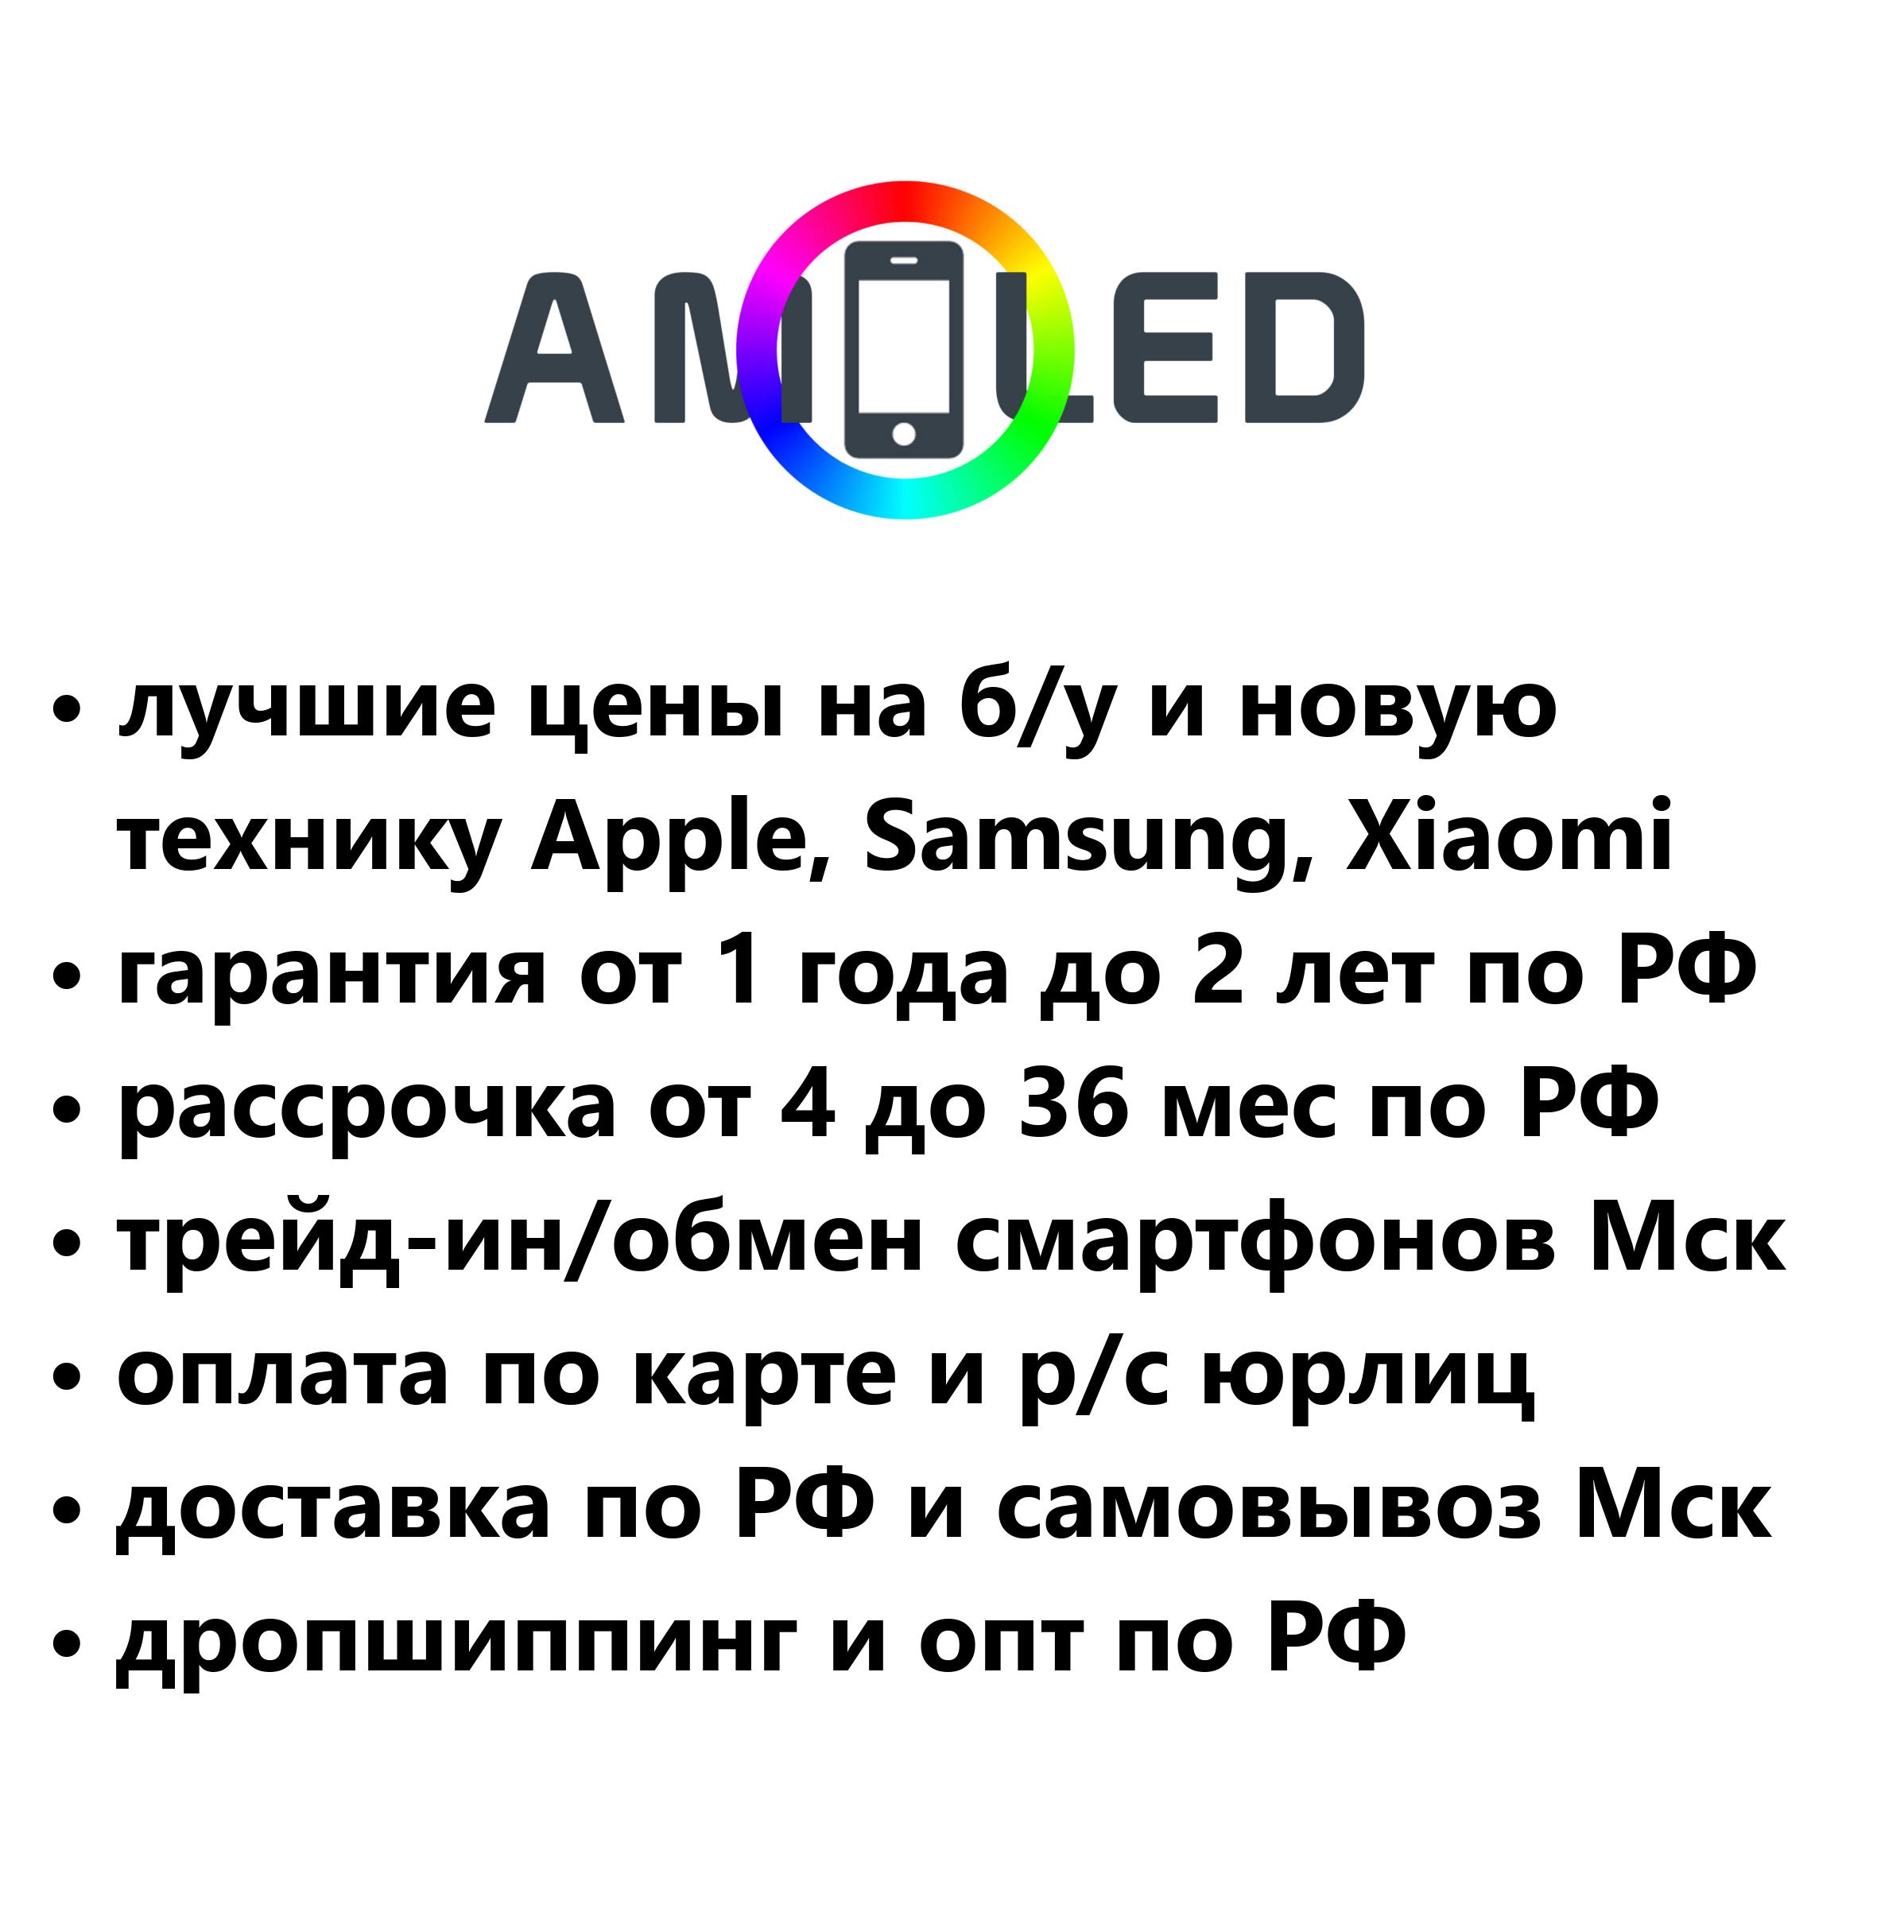 AMOLED
• лучшие цены на б/у и новую
технику Apple, Samsung, Xiaomi
• гарантия от 1 года до 2 лет по РФ
• рассрочка от 4 до 36 мес по РФ
• трейд-ин/обмен смартфонов Мск
• оплата по карте и р/с юрлиц
• доставка по РФ и самовывоз Мск
• дропшиппинг и опт по РФ